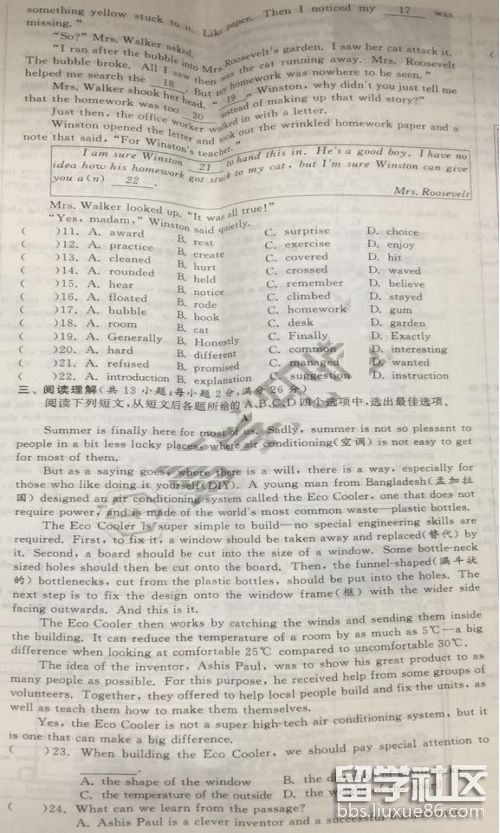 something yellow stuck to it. Like paper. Then I noticed my 17 was
missing."
"So?" Mrs. Walker asked.
"I ran after the bubble into Mrs. Roosevelt's garden. I saw her cat attack it.
The bubble broke. All I saw then was the cat running away. Mrs. Roosevelt
helped me search the 18. But my homework was nowhere to be seen."
Mrs. Walker shook her head. " 19 , Winston, why didn't you just tell me
that the homework was too 20 instead of making up that wild story?"
Just then, the office worker walked in with a letter.
Winston opened the letter and took out the wrinkled homework paper and a
note that said, "For Winston's teacher."
I am sure Winston 21 to hand this in. He's a good boy. I have no
idea how his homework got stuck to my cat, but I'm sure Winston can give
you a(n) 22 .
Mrs. Roosevelt
Mrs. Walker looked up. "It was all true!"
"Yes, madam," Winston said quietly.
( )11. A. award B. rest C. surprise D. choice
( )12. A. practice B. create C. exercise D. enjoy
( )13. A. cleaned B. hurt C. covered D. hit
( )14. A. rounded B. held C. crossed D. waved
( )15. A. hear B. notice C. remember D. believe
( )16. A. floated B. rode C. climbed D. stayed
( )17. A. bubble B. book C. homework D. gum
( )18. A. room B. cat C. desk D. garden
( )19. A. Generally B. Honestly C. Finally D. Exactly
( )20. A. hard B. different C. common D. interesting
( )21. A. refused B. promised C. managed D. wanted
( )22. A. introduction B. explanation C. suggestion D. instruction
三、阅读理解(共 13 小题;每小题 2 分,满分 26 分)
阅读下列短文,从短文后各题所给的 A、B、C、D 四个选项中,选出最佳选项。
A
Summer is finally here for most of us. Sadly, summer is not so pleasant to
people in a bit less lucky places, where air conditioning(空调) is not easy to get
for most of them.
But as a saying goes, where there is a will, there is a way, especially for
those who like doing it yourself(DIY). A young man from Bangladesh(孟加拉
国) designed an air conditioning system called the Eco Cooler, one that does not
require power, and is made of the world's most common waste—plastic bottles.
The Eco Cooler is super simple to build—no special engineering skills are
required. First, to fix it, a window should be taken away and replaced(替代) by
it. Second, a board should be cut into the size of a window. Some bottle-neck
sized holes should then be cut onto the board. Then, the funnel-shaped(漏斗状
的) bottlenecks, cut from the plastic bottles, should be put into the holes. The
next step is to fix the design onto the window frame(框) with the wider side
facing outwards. And this is it.
The Eco Cooler then works by catching the winds and sending them inside
the building. It can reduce the temperature of a room by as much as 5℃—a big
difference when looking at comfortable 25℃ compared to uncomfortable 30℃.
The idea of the inventor, Ashis Paul, was to show his great product to as
many people as possible. For this purpose, he received help from some groups of
volunteers. Together, they offered to help local people build and fix the units, as
well as teach them how to make them themselves.
Yes, the Eco Cooler is not a super high-tech air conditioning system, but it
is one that can make a big difference.
( )23. When building the Eco Cooler, we should pay special attention to
A. the shape of the window B. the
C. the temperature of the outside D. the
( )24. What can we learn from the passage?
A. Ashis Paul is a clever inventor and a successful
留学社区
bbs.liuxue86.com